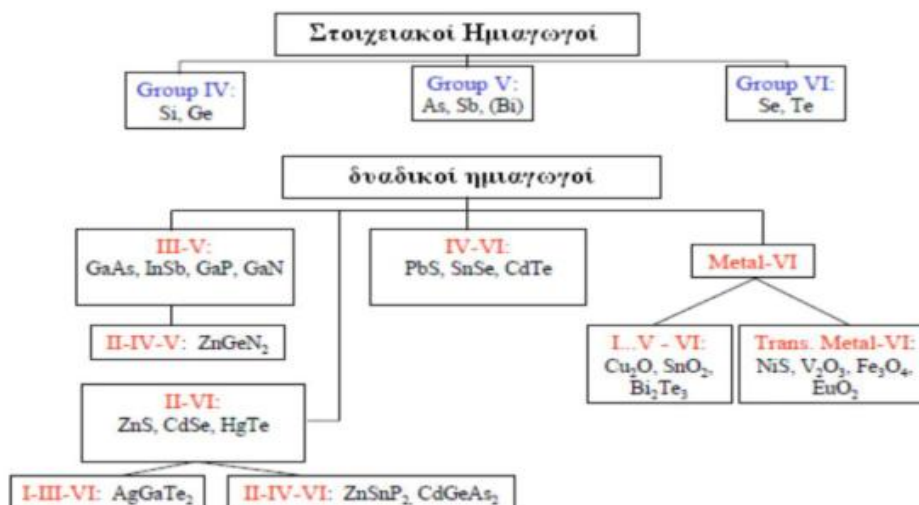 Στοιχειακοί Ημιαγωγοί
Group IV:
Si, Ge
Group V:
As, Sb, (Bi)
Group VI:
Se, Te
δυαδικοί ημιαγωγοί
III-V:
GaAs, InSb, GaP, GaN
IV-VI:
PbS, SnSe, CdTe
Metal-VI
II-IV-V: ZnGeN₂
I...V - VI:
Cu₂O, SnO₂,
Bi₂Te₃
Trans. Metal-VI:
NiS, V₂O₃, Fe₃O₄,
EuO₂
II-VI:
ZnS, CdSe, HgTe
I-III-VI: AgGaTe₂
II-IV-VI: ZnSnP₂, CdGeAs₂